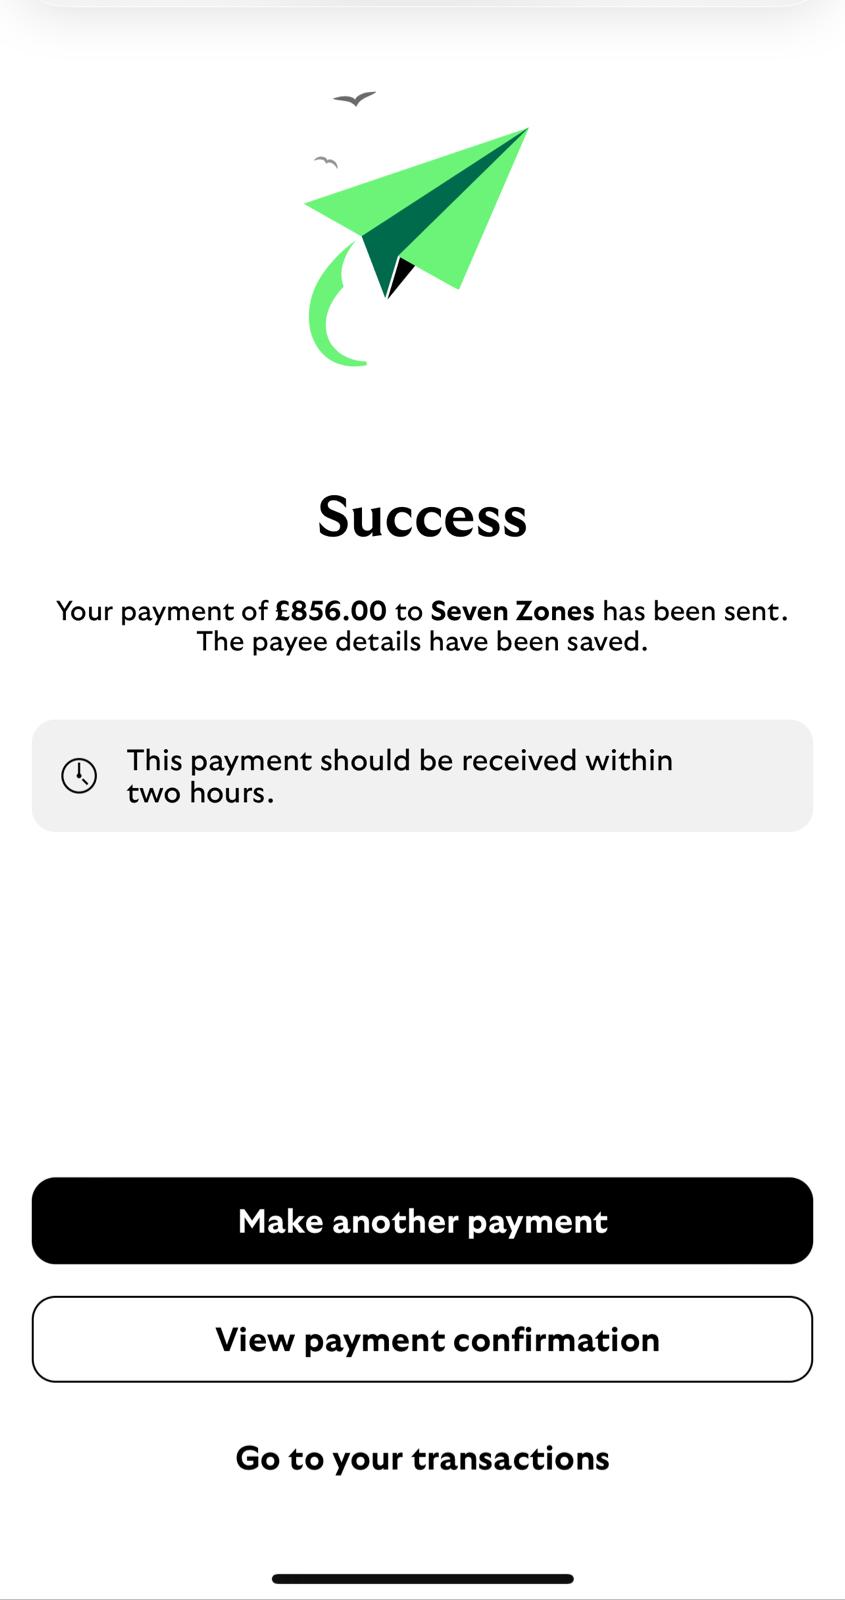 Success
Your payment of £856.00 to Seven Zones has been sent.
The payee details have been saved.
This payment should be received within
two hours.
Make another payment
View payment confirmation
Go to your transactions